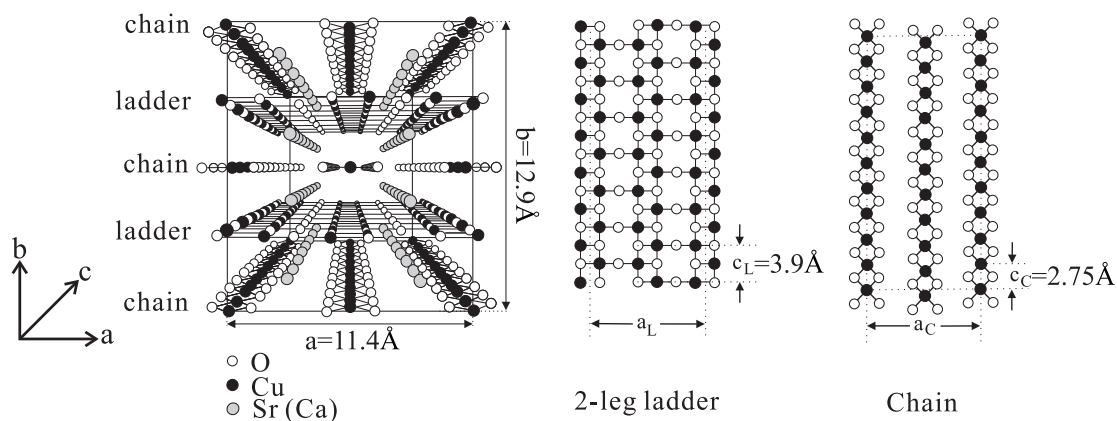 chain
ladder
chain
ladder
chain
b
c
a
b=12.9Å
a=11.4Å
O
Cu
Sr (Ca)
c_L=3.9Å
a_L
2-leg ladder
c_C=2.75Å
a_C
Chain